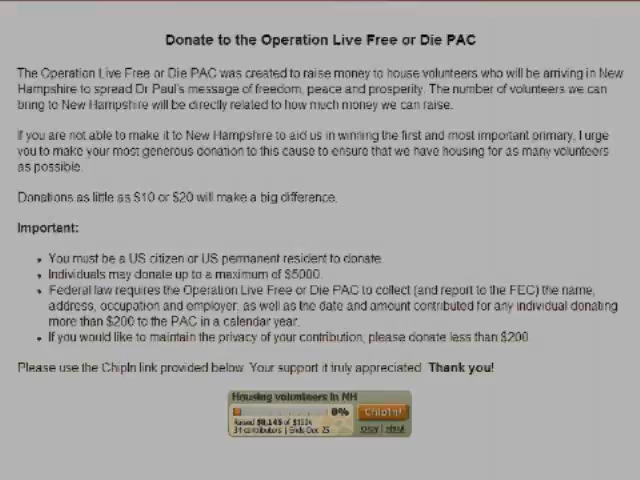 Donate to the Operation Live Free or Die PAC
The Operation Live Free or Die PAC was created to raise money to house volunteers who will be arriving in New
Hampshire to spread Dr Paul's message of freedom, peace and prosperity. The number of volunteers we can
bring to New Hampshire will be directly related to how much money we can raise.
If you are not able to make it to New Hampshire to aid us in winning the first and most important primary, I urge
you to make your most generous donation to this cause to ensure that we have housing for as many volunteers
as possible.
Donations as little as $10 or $20 will make a big difference.
Important:
• You must be a US citizen or US permanent resident to donate.
• Individuals may donate up to a maximum of $5000.
• Federal law requires the Operation Live Free or Die PAC to collect (and report to the FEC) the name,
address, occupation and employer, as well as the date and amount contributed for any individual donating
more than $200 to the PAC in a calendar year.
• If you would like to maintain the privacy of your contribution, please donate less than $200
Please use the ChipIn link provided below. Your support it truly appreciated. Thank you!
Housing volunteers in NH
0% ChipIn!
Raised of
contributors | Ends Dec 25